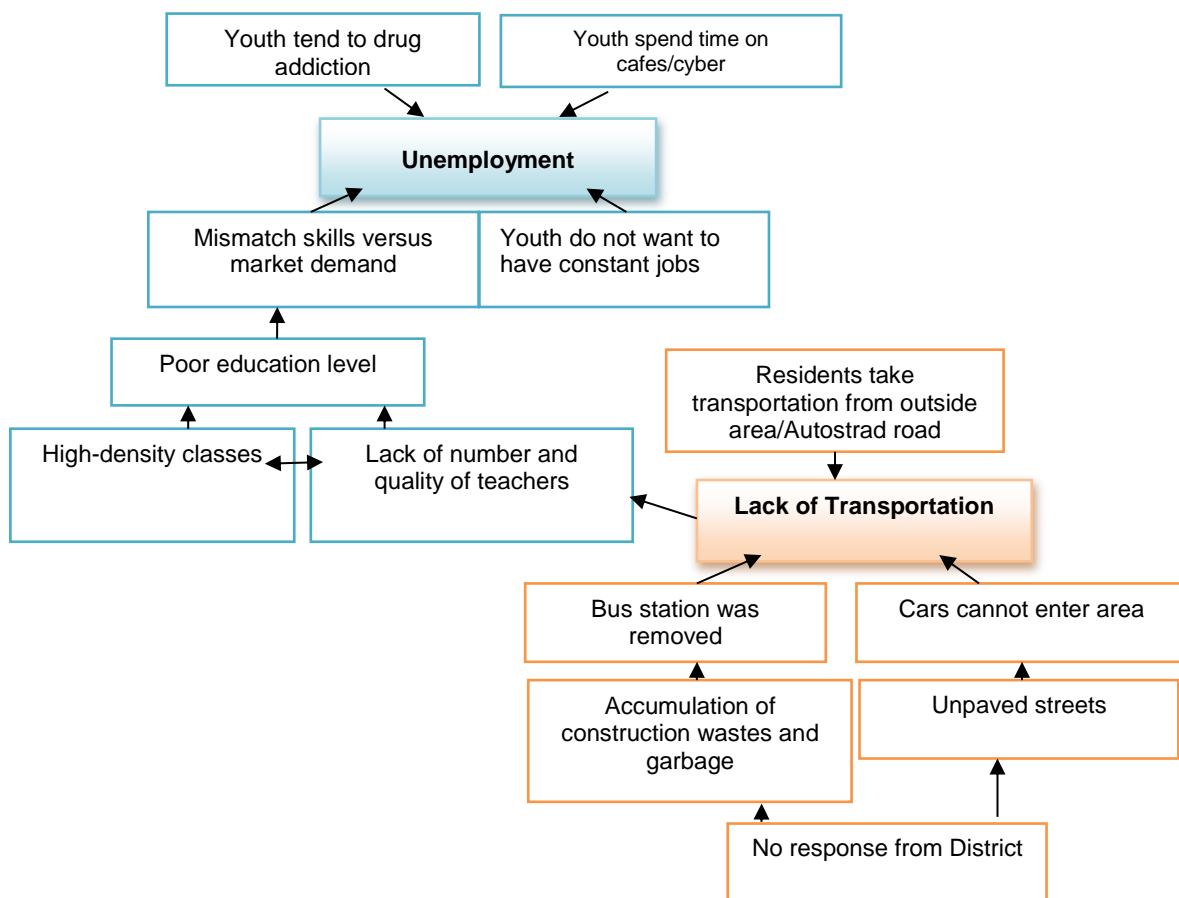 Youth tend to drug
addiction
Youth spend time on
cafes/cyber
Unemployment
Mismatch skills versus
market demand
Youth do not want to
have constant jobs
Poor education level
High-density classes
Lack of number and
quality of teachers
Residents take
transportation from outside
area/Autostrad road
Lack of Transportation
Bus station was
removed
Cars cannot enter area
Accumulation of
construction wastes and
garbage
Unpaved streets
No response from District